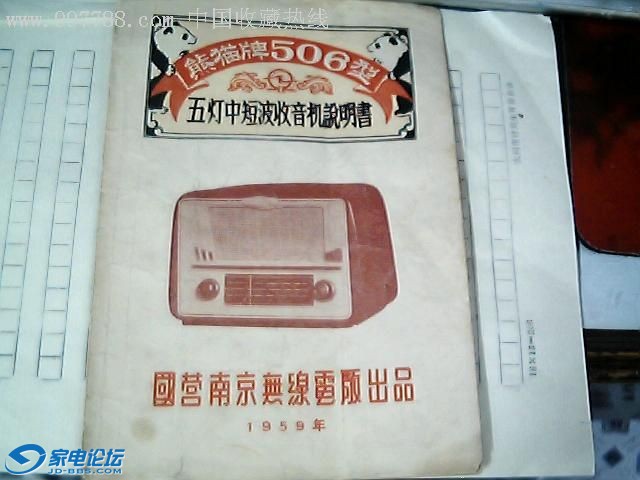 www.997788.com 中国收藏热线
熊猫牌506型
五灯中短波收音机說明書
國营南京無線電厰出品
1959年
家电论坛
JD-BBS.COM